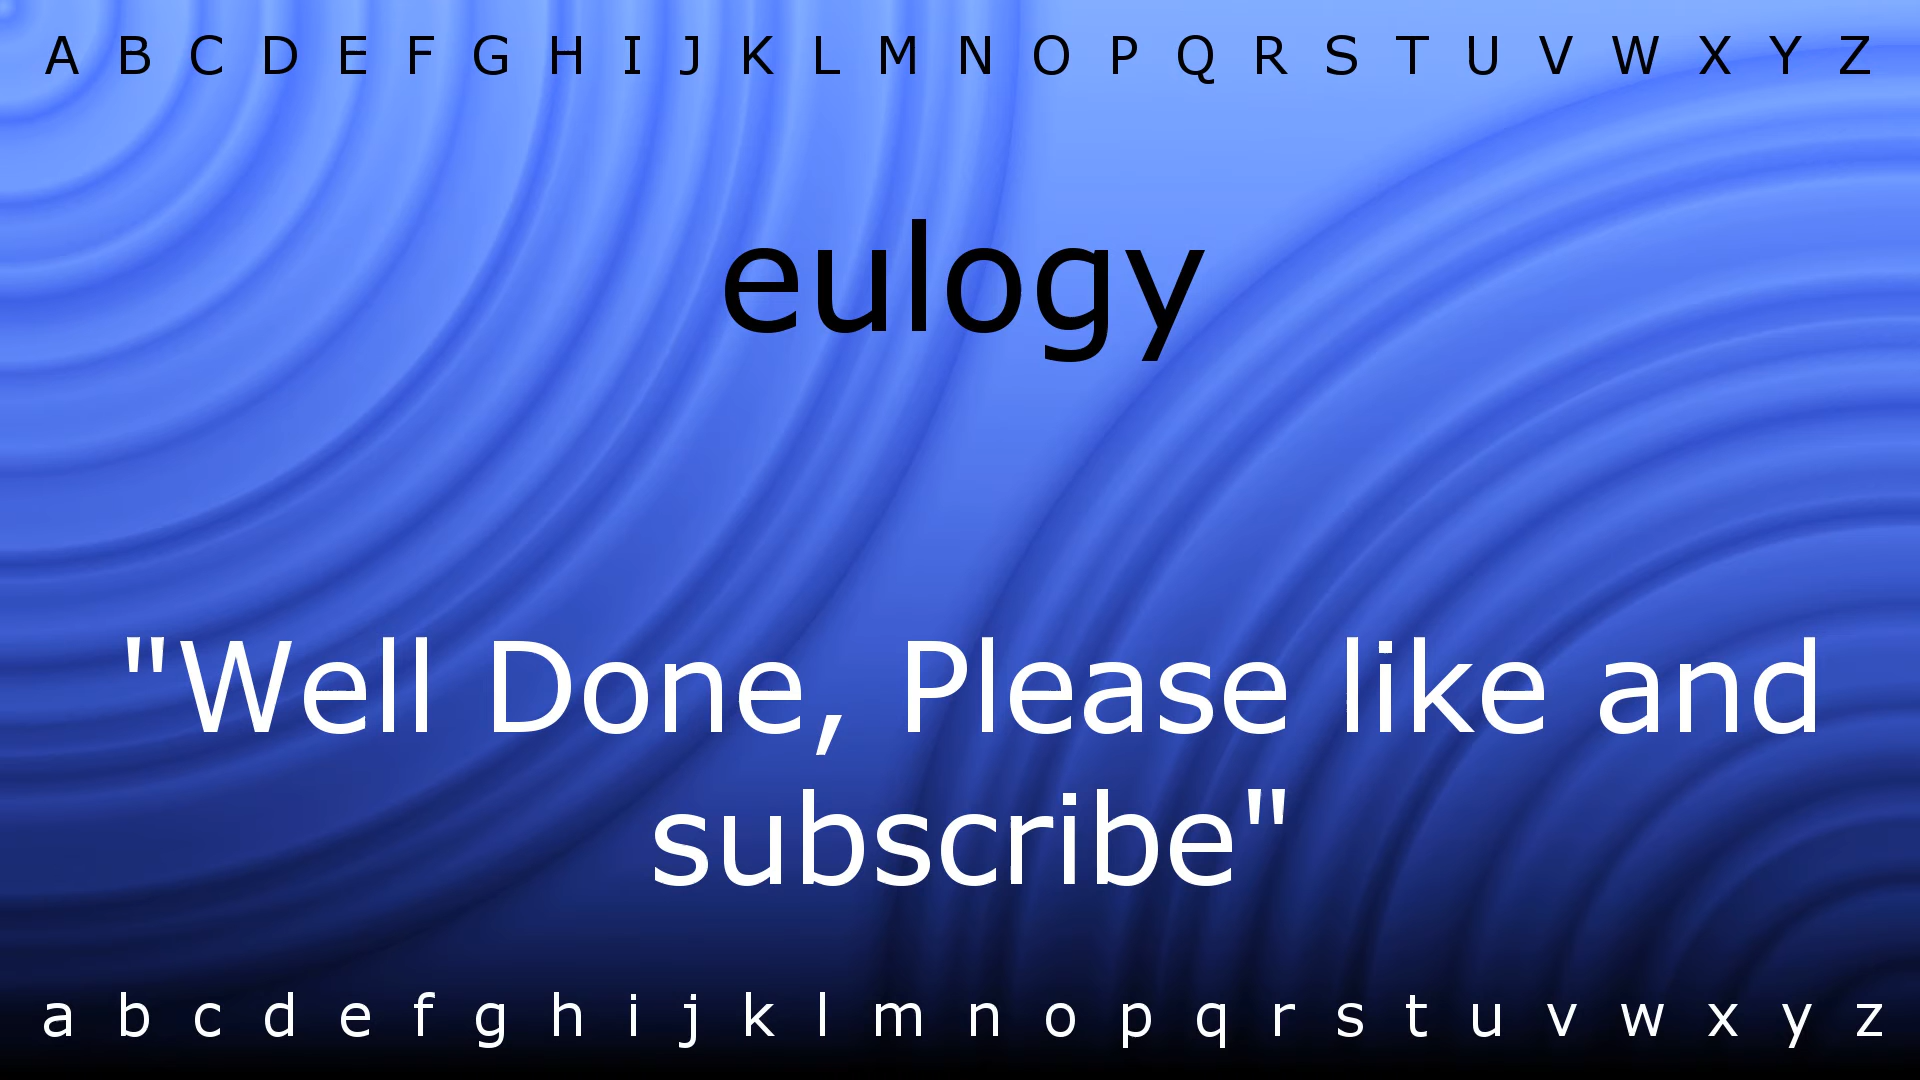 A B C D E F G H I J K L M N O P Q R S T U V W X Y Z
eulogy
"Well Done, Please like and
subscribe"
a b c d e f g h i j k l m n o p q r s t u v w x y z